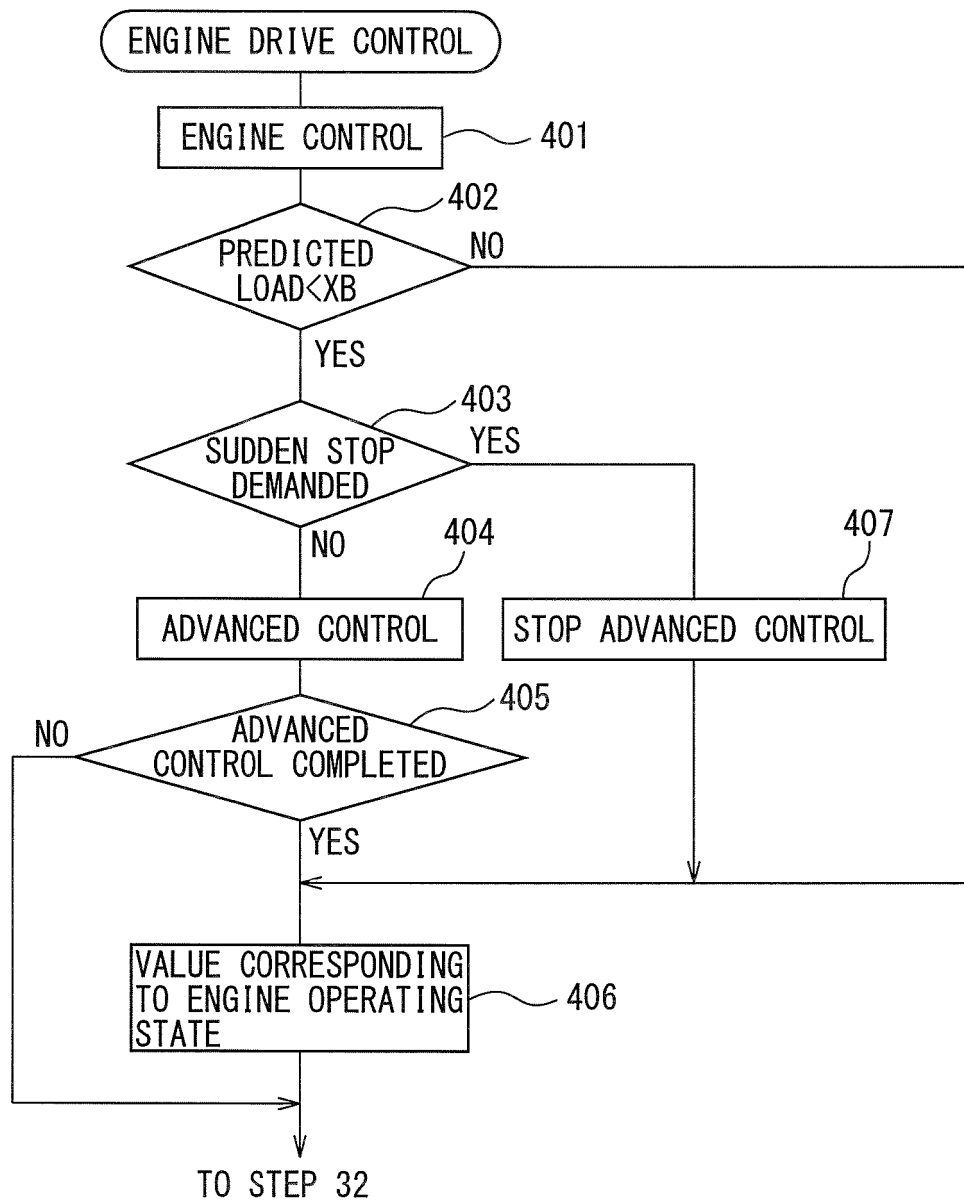 ENGINE DRIVE CONTROL
ENGINE CONTROL
401
402
PREDICTED
LOAD<XB
NO
YES
403
SUDDEN STOP
DEMANDED
YES
NO
404
407
ADVANCED CONTROL
STOP ADVANCED CONTROL
405
NO
ADVANCED
CONTROL COMPLETED
YES
VALUE CORRESPONDING
TO ENGINE OPERATING
STATE
406
TO STEP 32